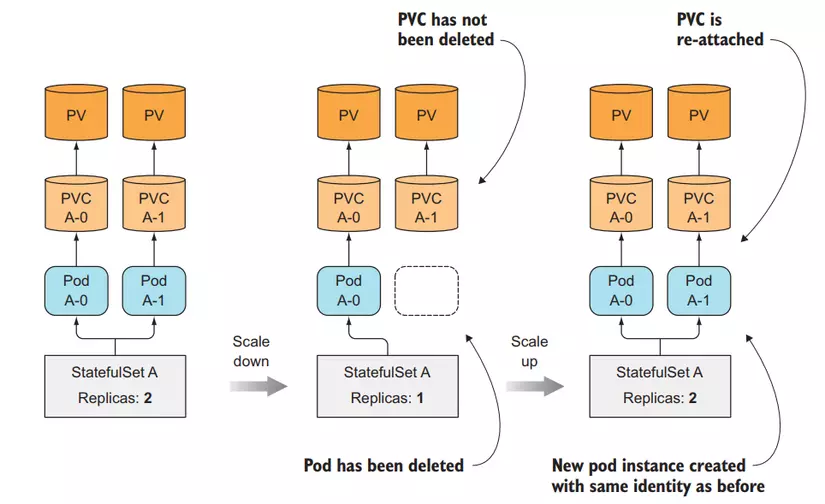 PVC has not
been deleted
PVC is
re-attached
PV
PV
PV
PV
PV
PV
PVC
A-0
PVC
A-1
PVC
A-0
PVC
A-1
PVC
A-0
PVC
A-1
Pod
A-0
Pod
A-1
Pod
A-0
Pod
A-0
Pod
A-1
Scale
down
Scale
up
StatefulSet A
Replicas: 2
StatefulSet A
Replicas: 1
StatefulSet A
Replicas: 2
Pod has been deleted
New pod instance created
with same identity as before